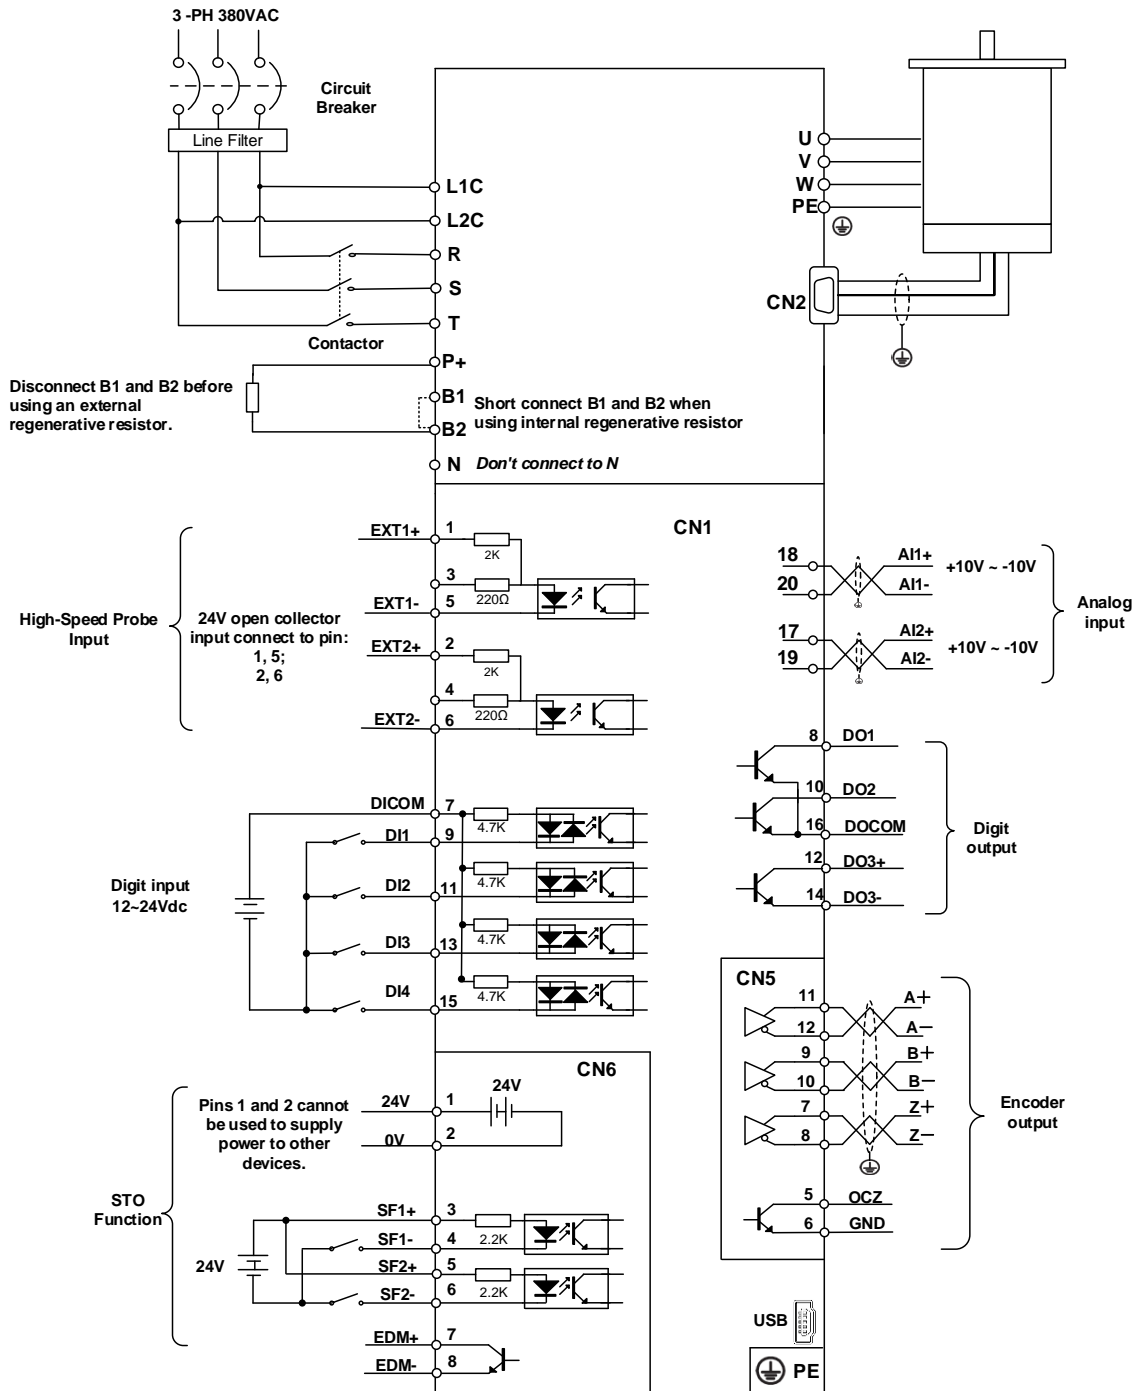 3 -PH 380VAC
Circuit
Breaker
Line Filter
L1C
L2C
R
S
T
Contactor
U
V
W
PE
CN2
P+
B1
B2
N
Disconnect B1 and B2 before
using an external
regenerative resistor.
Short connect B1 and B2 when
using internal regenerative resistor
Don't connect to N
CN1
High-Speed Probe
Input
24V open collector
input connect to pin:
1, 5;
2, 6
EXT1+
1
2K
3
220Ω
EXT1-
5
EXT2+
2
2K
4
220Ω
EXT2-
6
18
AI1+
20
AI1-
+10V ~ -10V
17
AI2+
19
AI2-
+10V ~ -10V
Analog
input
8
DO1
10
DO2
16
DOCOM
12
DO3+
14
DO3-
Digit
output
Digit input
12~24Vdc
DICOM
7
4.7K
DI1
9
4.7K
DI2
11
4.7K
DI3
13
4.7K
DI4
15
CN5
11
A+
12
A−
9
B+
10
B−
7
Z+
8
Z−
5
OCZ
6
GND
Encoder
output
CN6
STO
Function
Pins 1 and 2 cannot
be used to supply
power to other
devices.
24V
1
24V
0V
2
24V
SF1+
3
2.2K
SF1-
4
SF2+
5
2.2K
SF2-
6
EDM+
7
EDM-
8
USB
PE